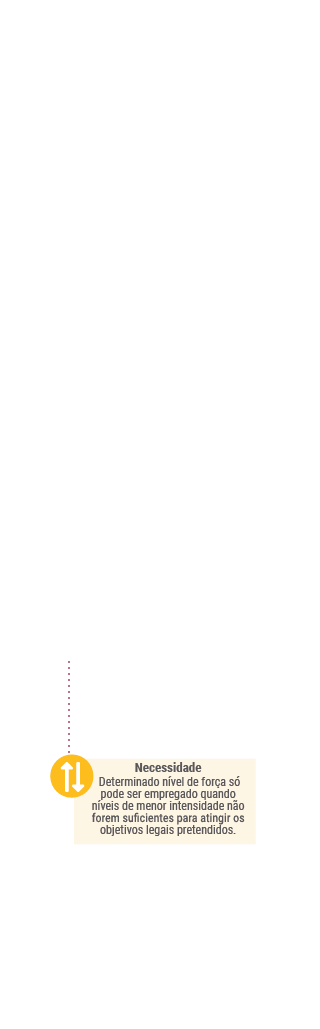 Necessidade
Determinado nível de força só
pode ser empregado quando
níveis de menor intensidade não
forem suficientes para atingir os
objetivos legais pretendidos.